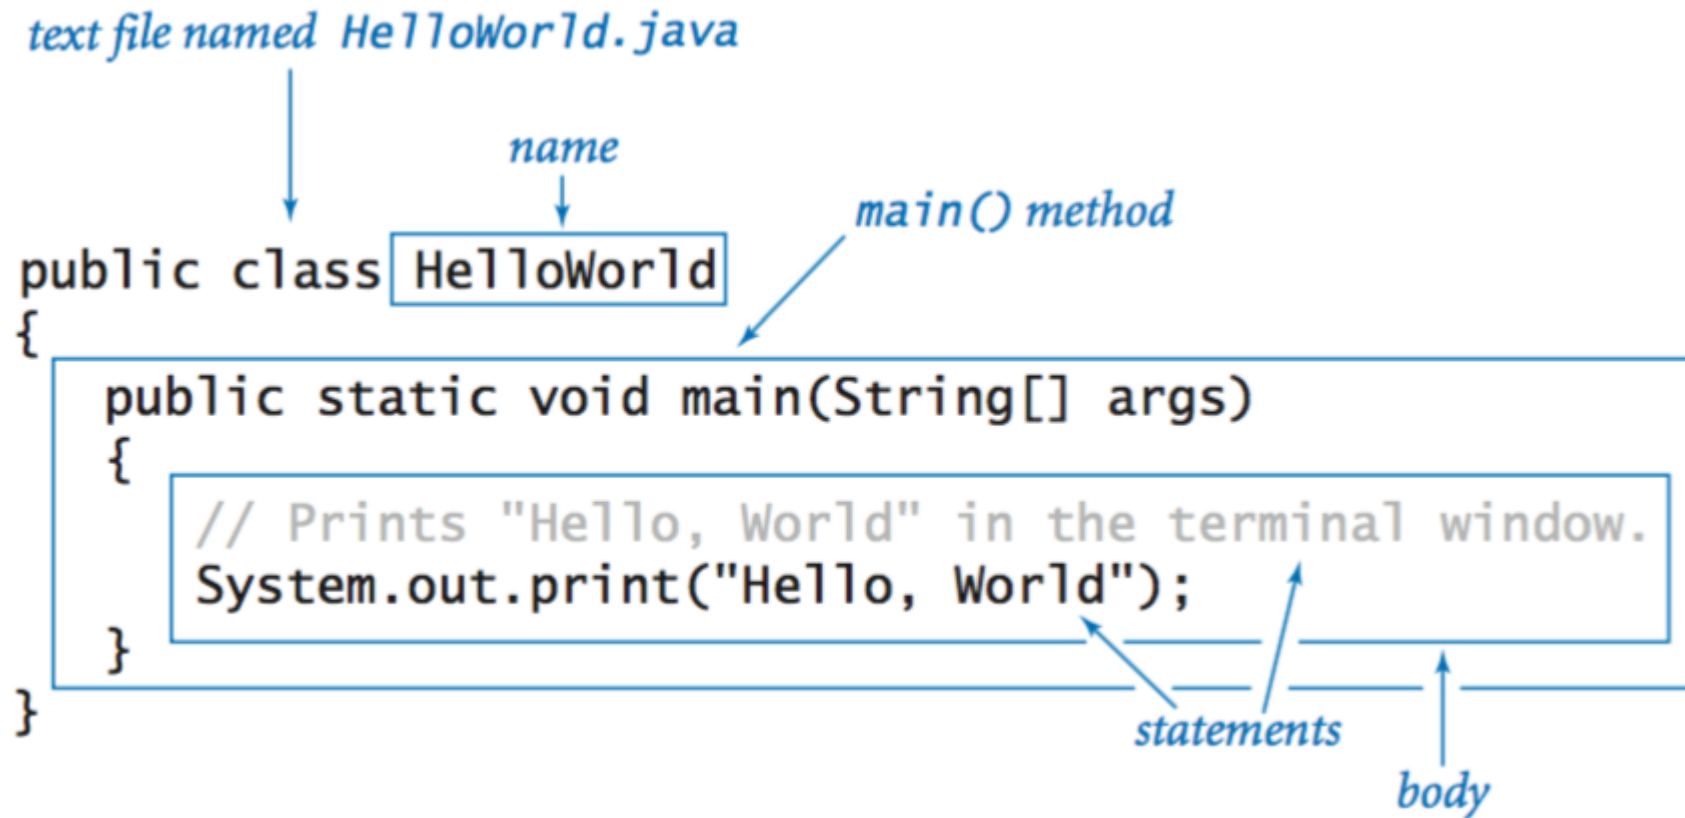 text file named HelloWorld.java
name
main() method
public class HelloWorld
{
public static void main(String[] args)
{
// Prints "Hello, World" in the terminal window.
System.out.print("Hello, World");
}
}
statements
body